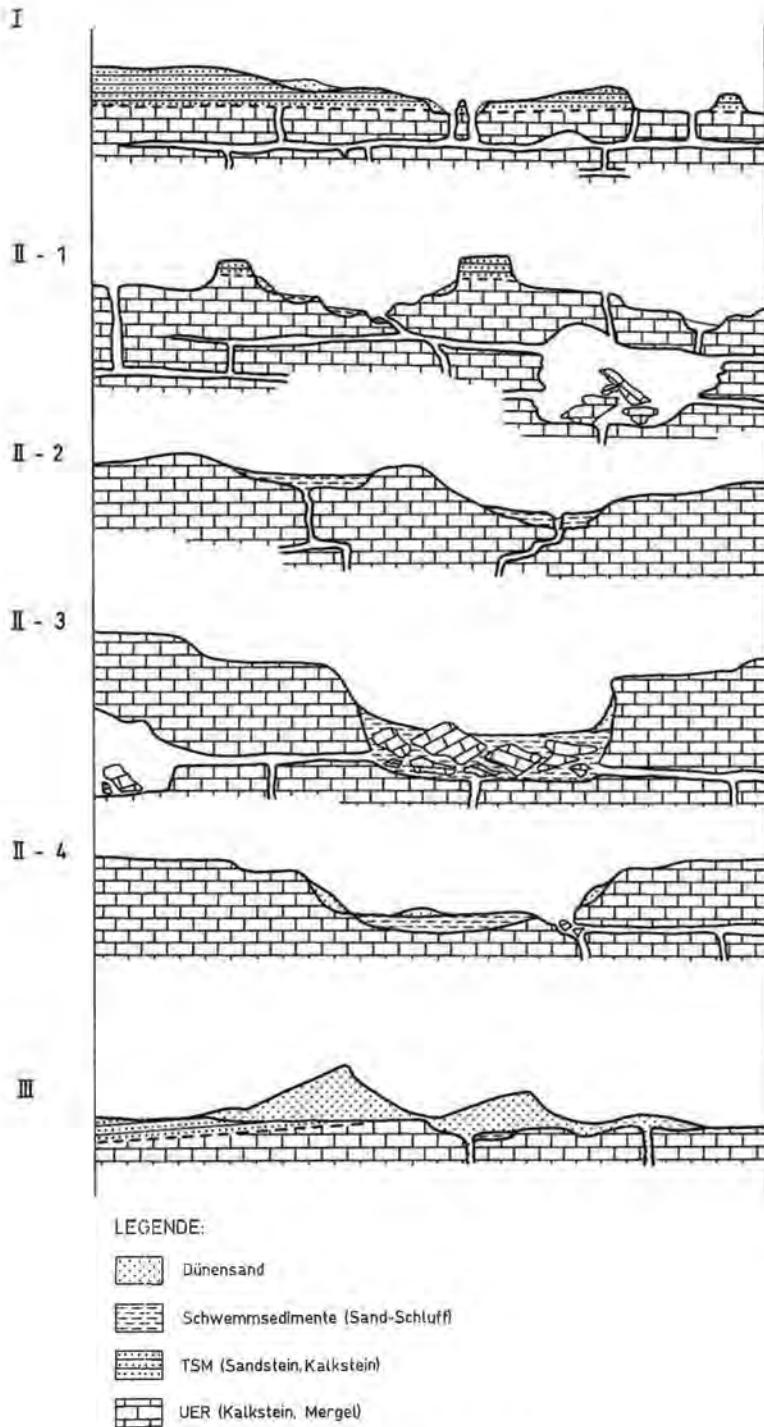 I
II - 1
II - 2
II - 3
II - 4
III
LEGENDE:
Dünensand
Schwemmsedimente (Sand-Schluff)
TSM (Sandstein, Kalkstein)
UER (Kalkstein, Mergel)